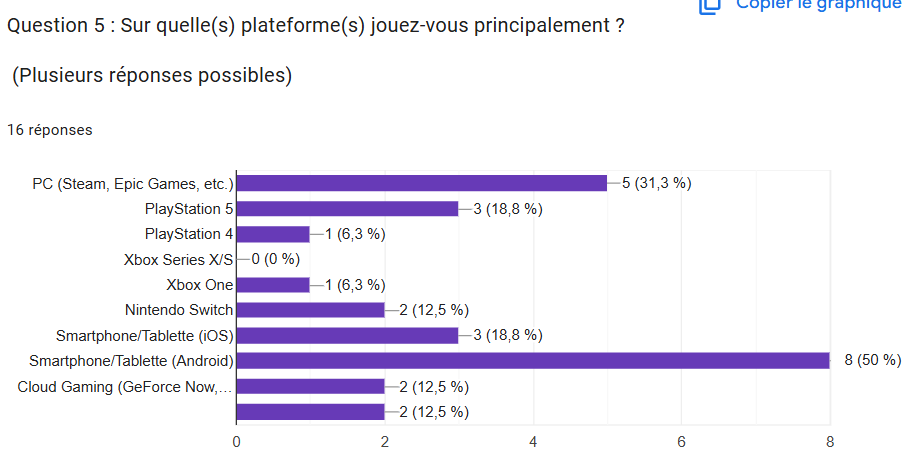 Copier le graphique
Question 5 : Sur quelle(s) plateforme(s) jouez-vous principalement ?
(Plusieurs réponses possibles)
16 réponses
PC (Steam, Epic Games, etc.) 5 (31,3 %)
PlayStation 5 3 (18,8 %)
PlayStation 4 1 (6,3 %)
Xbox Series X/S 0 (0 %)
Xbox One 1 (6,3 %)
Nintendo Switch 2 (12,5 %)
Smartphone/Tablette (iOS) 3 (18,8 %)
Smartphone/Tablette (Android) 8 (50 %)
Cloud Gaming (GeForce Now,… 2 (12,5 %)
2 (12,5 %)
0 2 4 6 8